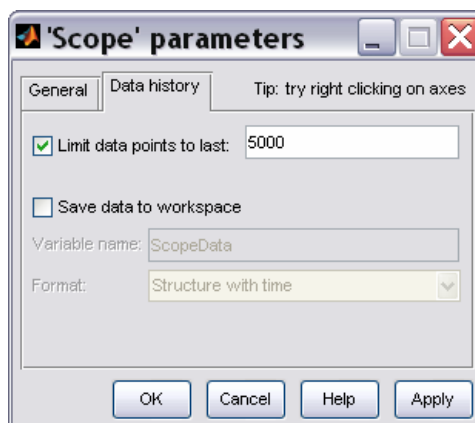 'Scope' parameters
General
Data history
Tip: try right clicking on axes
Limit data points to last: 5000
Save data to workspace
Variable name: ScopeData
Format: Structure with time
OK Cancel Help Apply